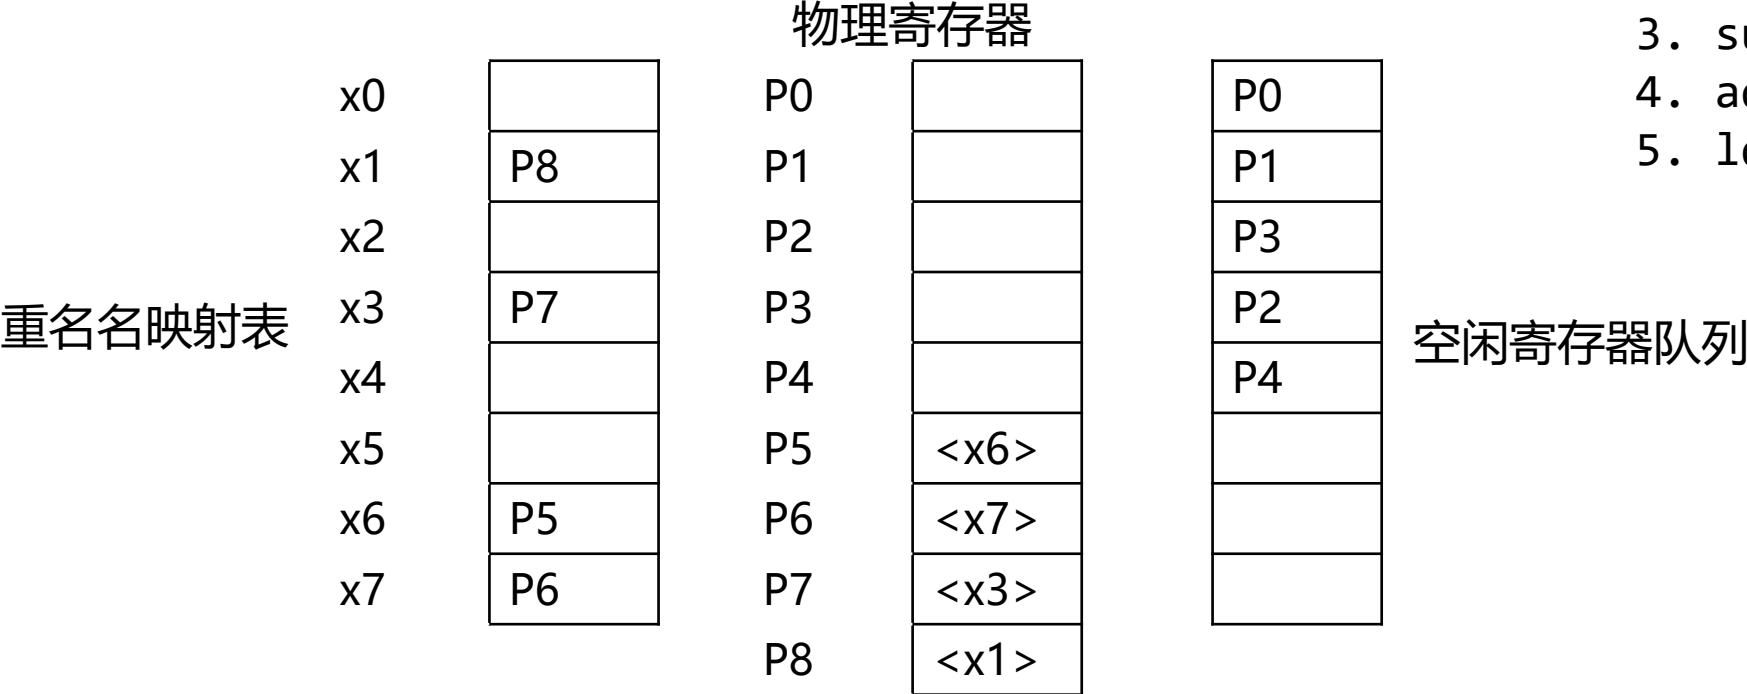 物理寄存器
3. su
4. ad
5. l
x0 P0 P0
x1 P8 P1 P1
x2 P2 P3
x3 P7 P3 P2
重名名映射表
空闲寄存器队列
x4 P4 P4
x5 P5 <x6>
x6 P5 P6 <x7>
x7 P6 P7 <x3>
P8 <x1>